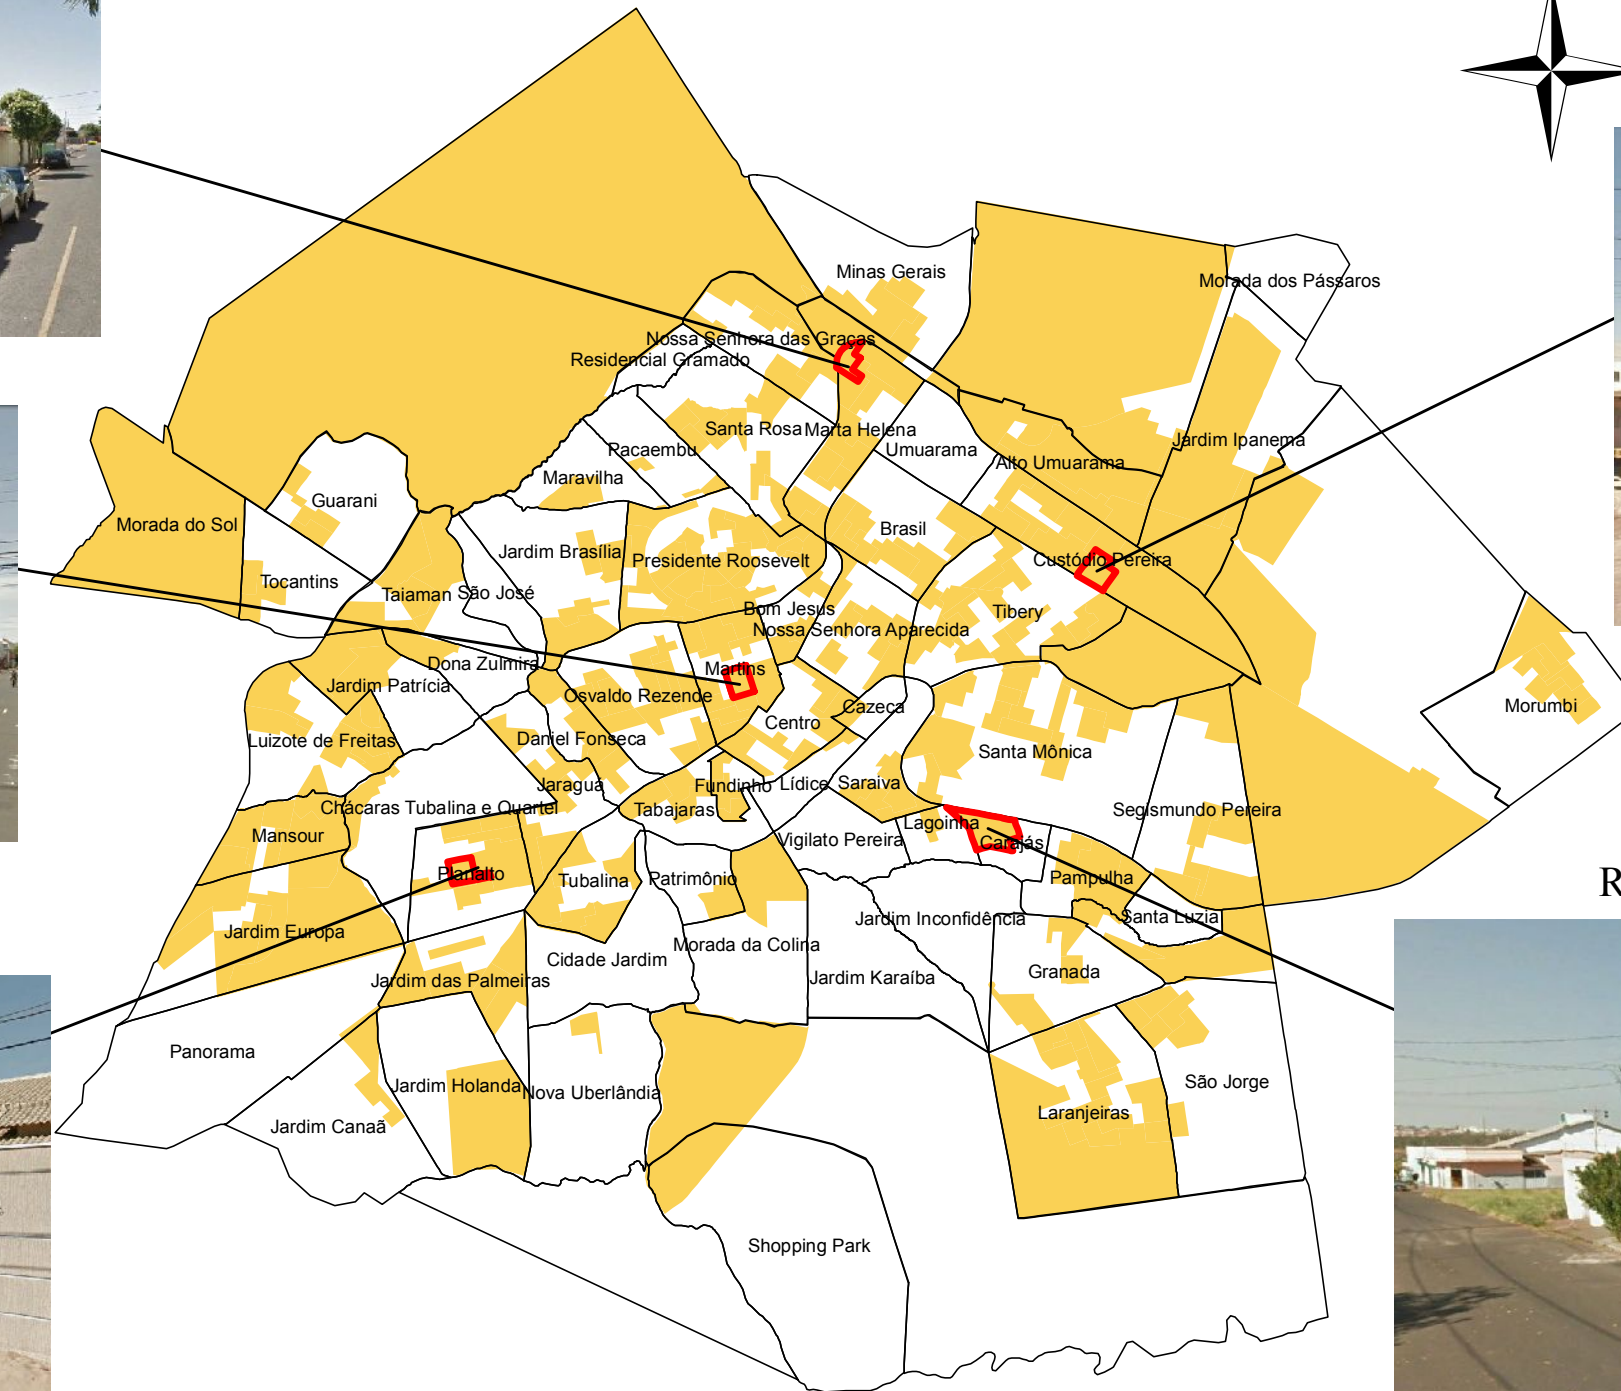 Minas Gerais
Morada dos Pássaros
Nossa Senhora das Graças
Residencial Gramado
Santa Rosa
Marta Helena
Jardim Ipanema
Pacaembu
Umuarama
Alto Umuarama
Maravilha
Guarani
Morada do Sol
Brasil
Jardim Brasília
Presidente Roosevelt
Custódio Pereira
Tocantins
Taiaman
São José
Bom Jesus
Tibery
Nossa Senhora Aparecida
Dona Zulmira
Martins
Jardim Patrícia
Osvaldo Rezende
Cazeca
Morumbi
Centro
Luizote de Freitas
Daniel Fonseca
Santa Mônica
Jaraguá
Fundinho
Lídice
Saraiva
Chácaras Tubalina e Quartel
Tabajaras
Segismundo Pereira
Lagoinha
Mansour
Vigilato Pereira
Carajás
Planalto
Tubalina
Patrimônio
Pampulha
R
Jardim Inconfidência
Santa Luzia
Jardim Europa
Morada da Colina
Cidade Jardim
Granada
Jardim das Palmeiras
Jardim Karaíba
Panorama
São Jorge
Jardim Holanda
Nova Uberlândia
Laranjeiras
Jardim Canaã
Shopping Park